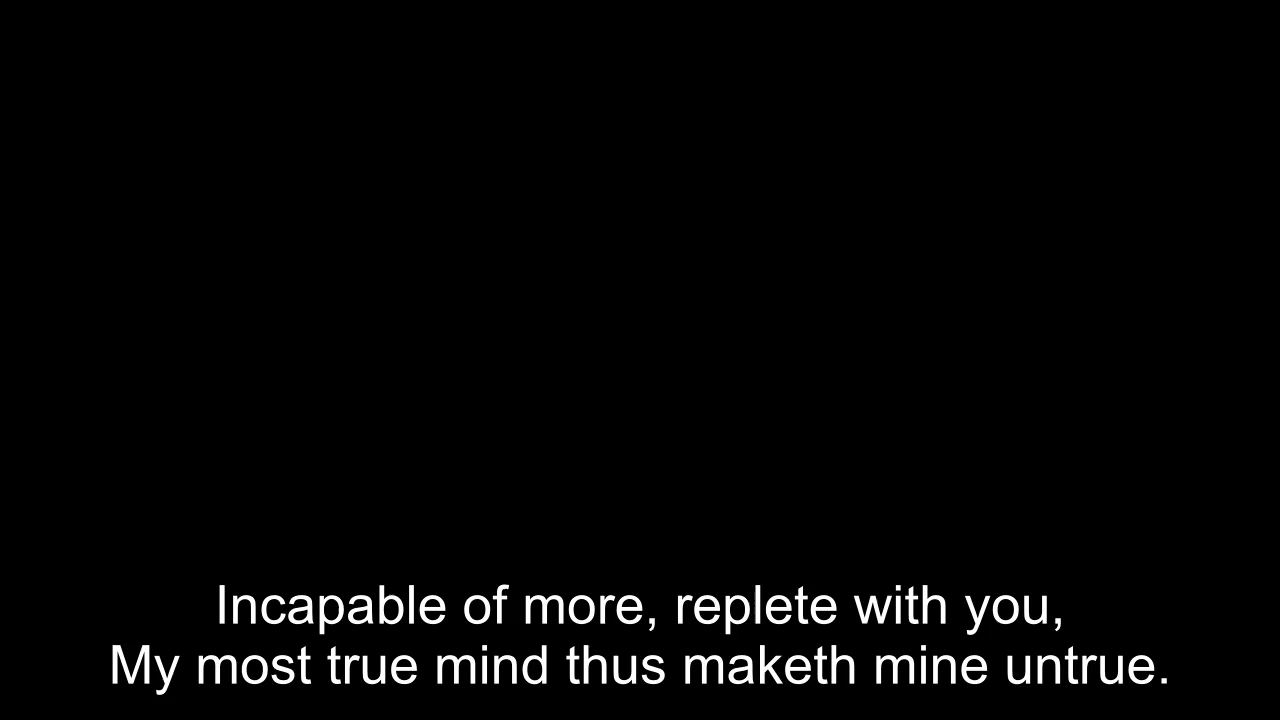 Incapable of more, replete with you,
My most true mind thus maketh mine untrue.